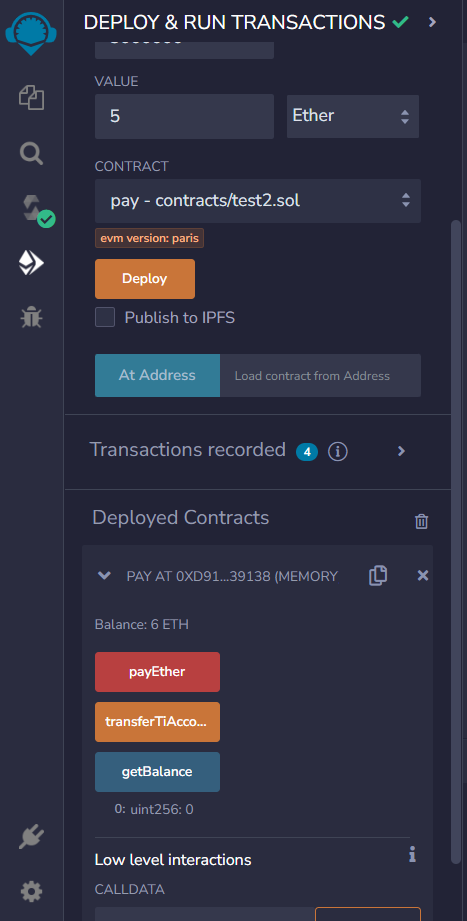 DEPLOY & RUN TRANSACTIONS
VALUE
5
Ether
CONTRACT
pay - contracts/test2.sol
evm version: paris
Deploy
Publish to IPFS
At Address
Load contract from Address
Transactions recorded 4 i
Deployed Contracts
PAY AT 0XD91...39138 (MEMORY
Balance: 6 ETH
payEther
transferTiAcco...
getBalance
0: uint256: 0
Low level interactions
CALLDATA